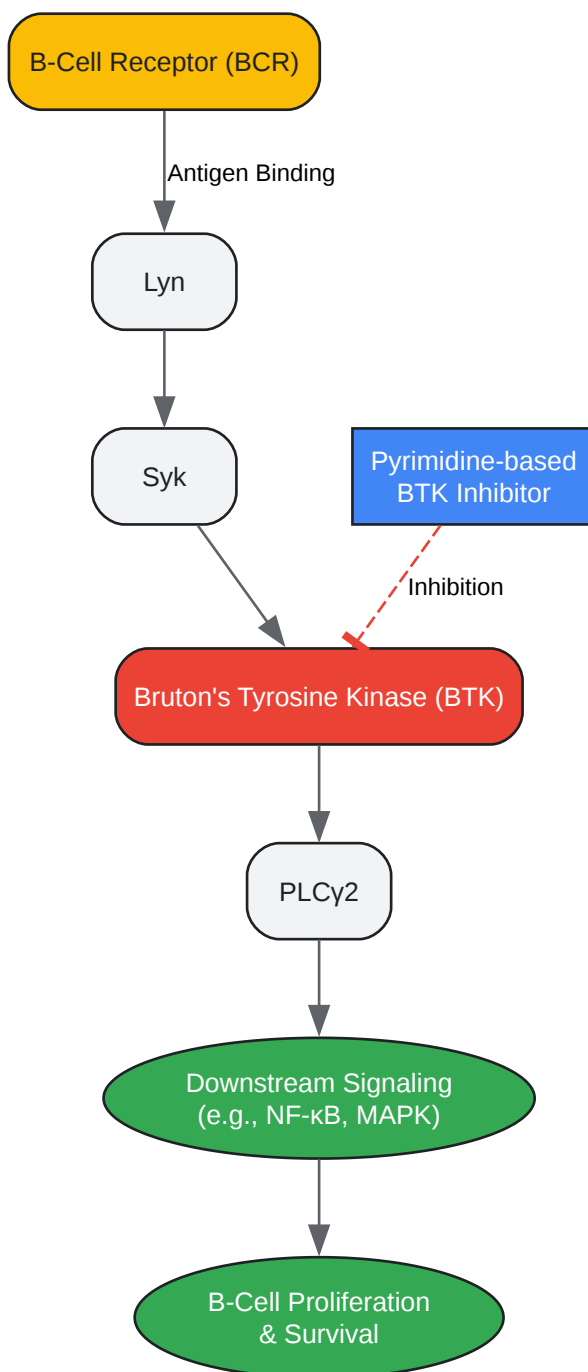 B-Cell Receptor (BCR)
Antigen Binding
Lyn
Syk
Pyrimidine-based
BTK Inhibitor
Inhibition
Bruton's Tyrosine Kinase (BTK)
PLCγ2
Downstream Signaling
(e.g., NF-κB, MAPK)
B-Cell Proliferation
& Survival